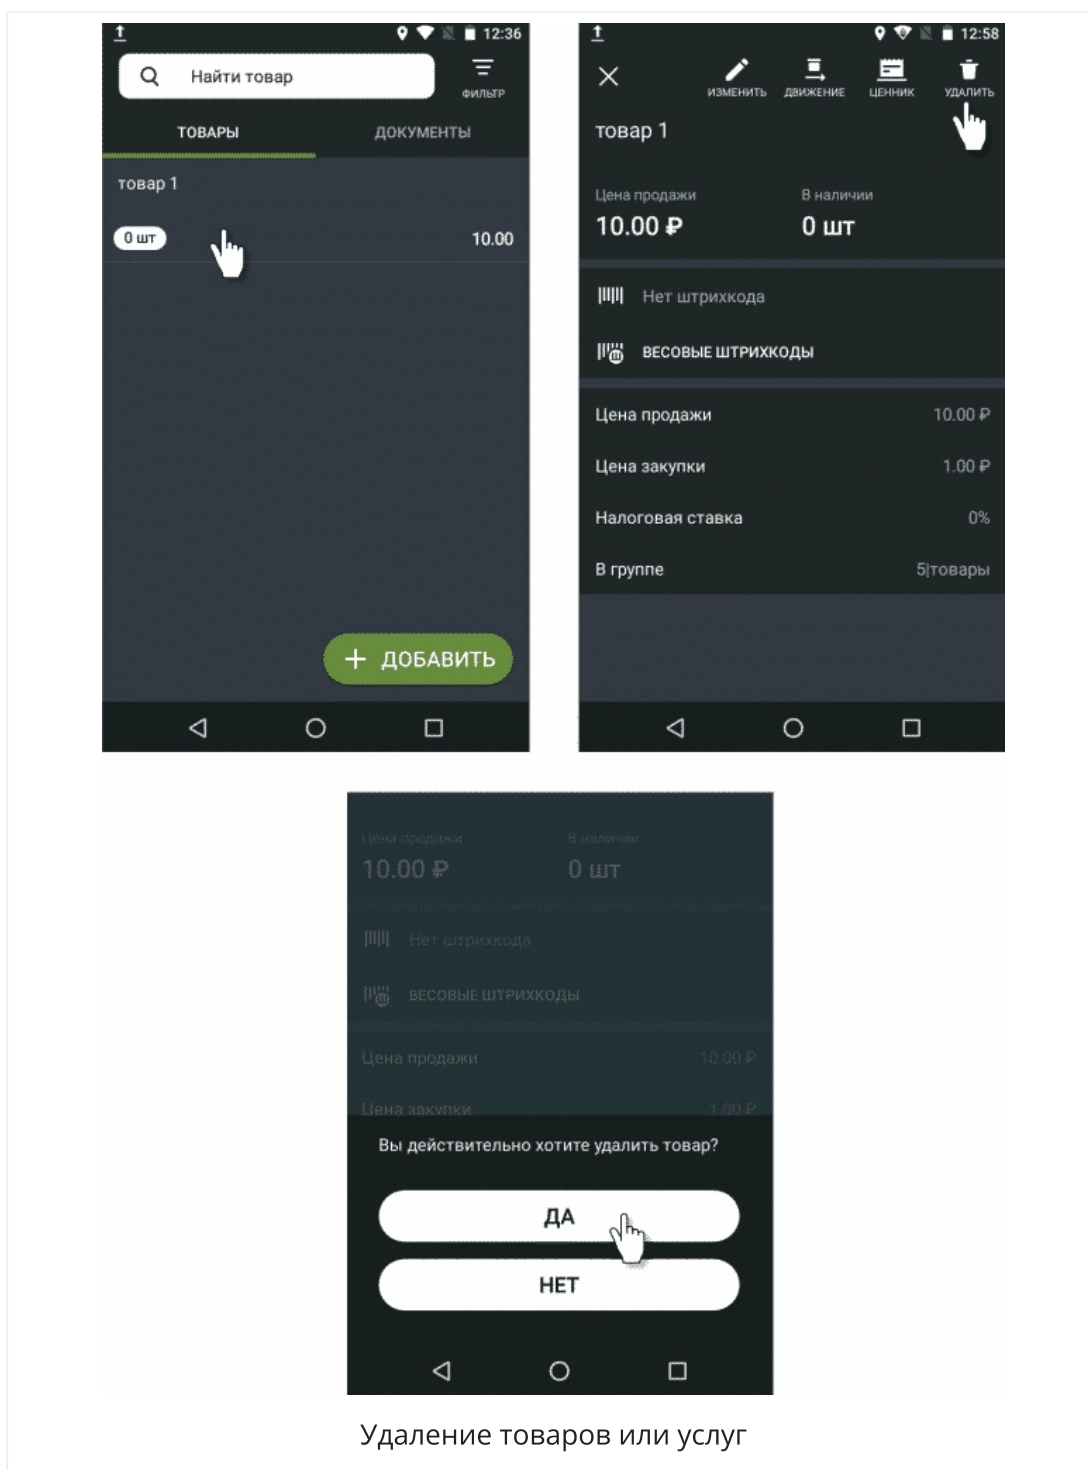 12:36
Найти товар
ФИЛЬТР
ТОВАРЫ ДОКУМЕНТЫ
товар 1
0 шт 10.00
+ ДОБАВИТЬ
12:58
ИЗМЕНИТЬ ДВИЖЕНИЕ ЦЕННИК УДАЛИТЬ
товар 1
Цена продажи В наличии
10.00 ₽ 0 шт
Нет штрихкода
ВЕСОВЫЕ ШТРИХКОДЫ
Цена продажи 10.00 ₽
Цена закупки 1.00 ₽
Налоговая ставка 0%
В группе 5|товары
Цена продажи В наличии
10.00 ₽ 0 шт
Нет штрихкода
ВЕСОВЫЕ ШТРИХКОДЫ
Цена продажи 10.00 ₽
Цена закупки 1.00 ₽
Вы действительно хотите удалить товар?
ДА
НЕТ
Удаление товаров или услуг